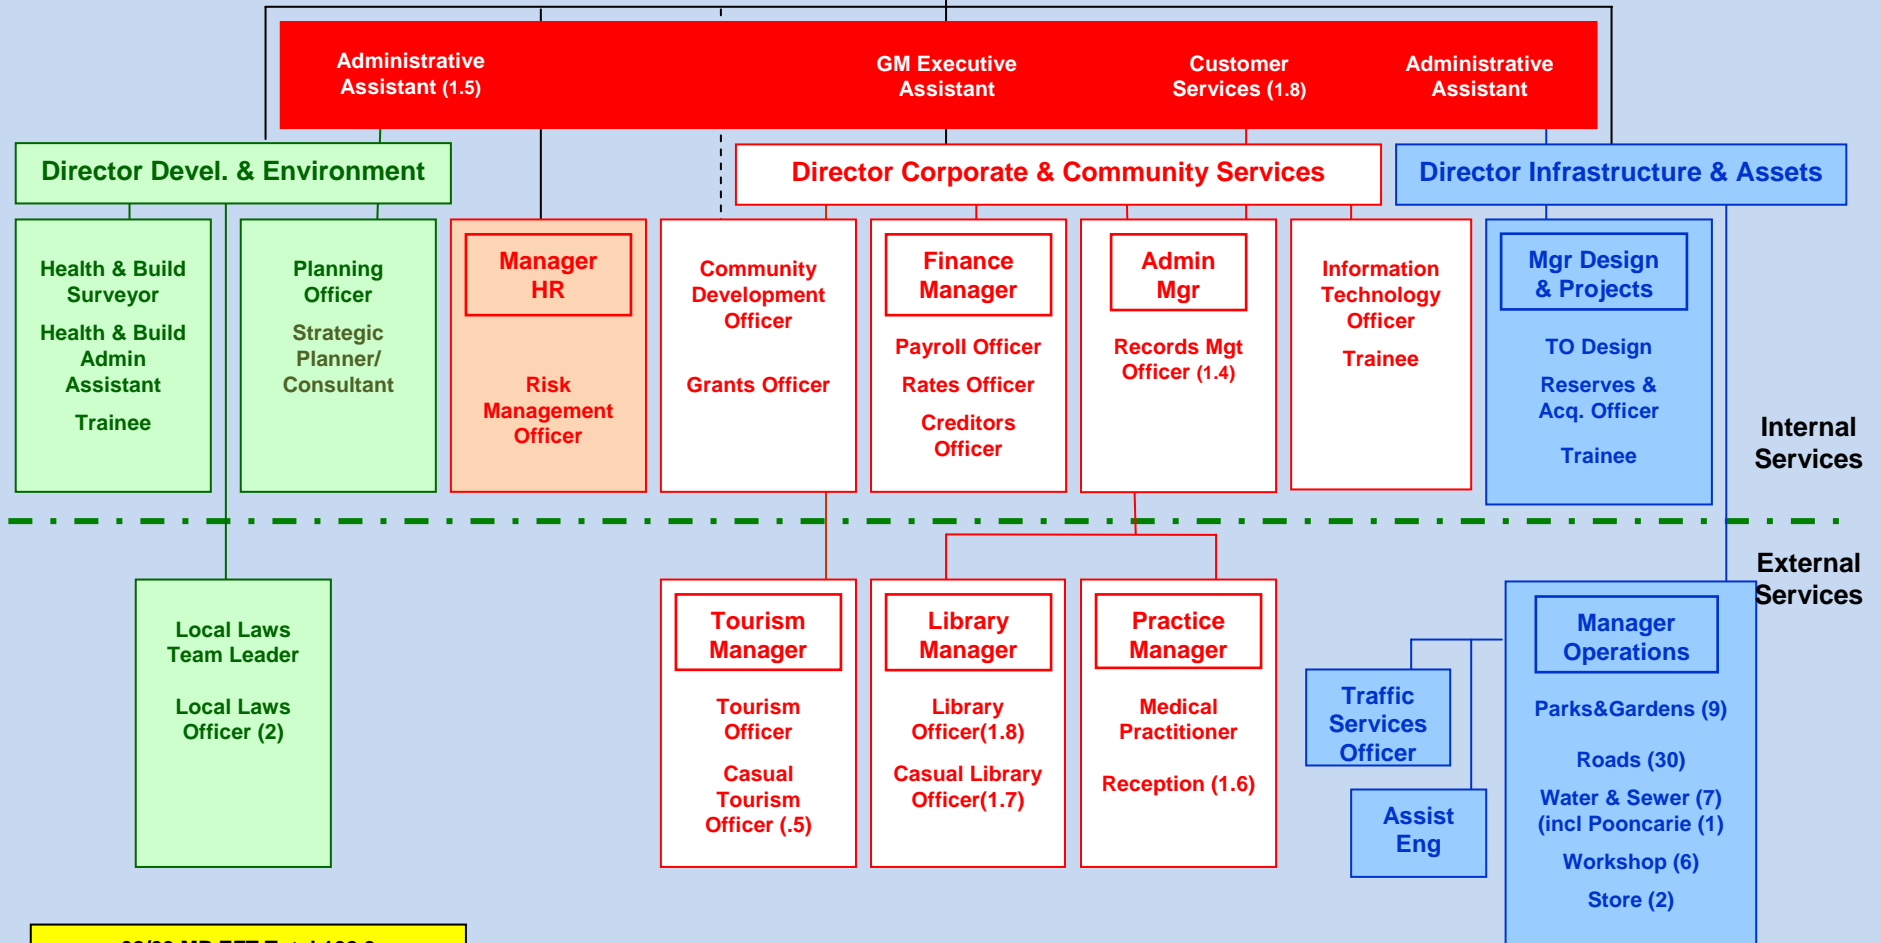 Administrative
Assistant (1.5)
GM Executive
Assistant
Customer
Services (1.8)
Administrative
Assistant
Director Devel. & Environment
Director Corporate & Community Services
Director Infrastructure & Assets
Health & Build
Surveyor
Health & Build
Admin
Assistant
Trainee
Planning
Officer
Strategic
Planner/
Consultant
Manager
HR
Risk
Management
Officer
Community
Development
Officer
Grants Officer
Finance
Manager
Payroll Officer
Rates Officer
Creditors
Officer
Admin
Mgr
Records Mgt
Officer (1.4)
Information
Technology
Officer
Trainee
Mgr Design
& Projects
TO Design
Reserves &
Acq. Officer
Trainee
Internal
Services
External
Services
Local Laws
Team Leader
Local Laws
Officer (2)
Tourism
Manager
Tourism
Officer
Casual
Tourism
Officer (.5)
Library
Manager
Library
Officer(1.8)
Casual Library
Officer(1.7)
Practice
Manager
Medical
Practitioner
Reception (1.6)
Traffic
Services
Officer
Assist
Eng
Manager
Operations
Parks&Gardens (9)
Roads (30)
Water & Sewer (7)
(incl Pooncarie (1)
Workshop (6)
Store (2)